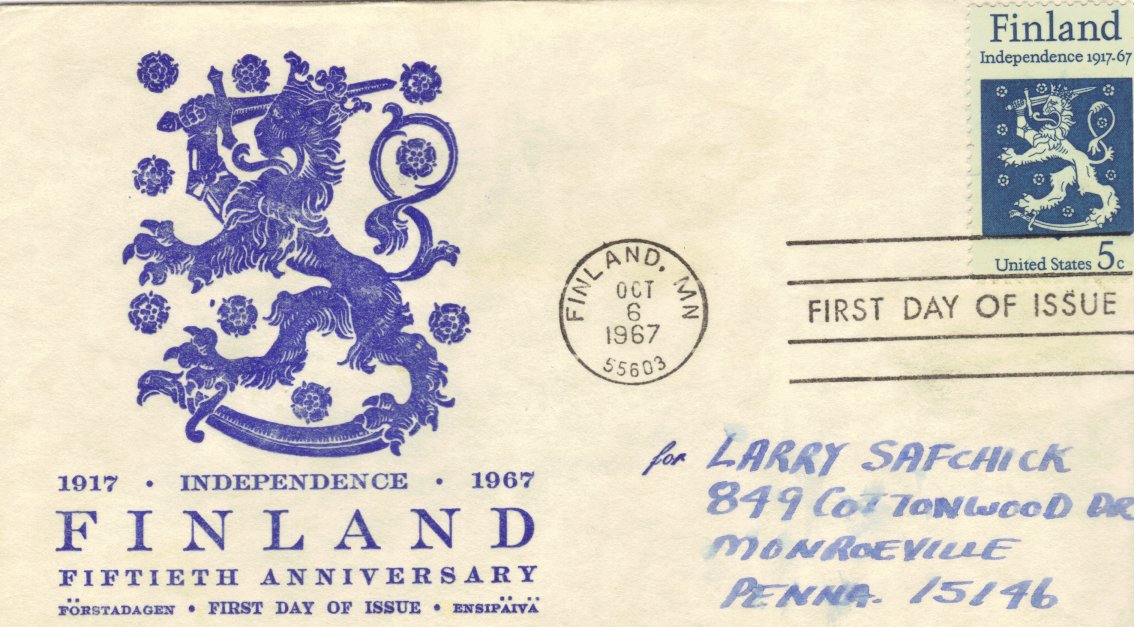 Finland
Independence 1917-67
United States 5c
FINLAND, MN
OCT
6
1967
55603
FIRST DAY OF ISSUE
for LARRY SAFCHICK
849 COTTONWOOD DR
MONROEVILLE
PENNA. 15146
1917 · INDEPENDENCE · 1967
FINLAND
FIFTIETH ANNIVERSARY
FÖRSTADAGEN · FIRST DAY OF ISSUE · ENSIPÄIVÄ